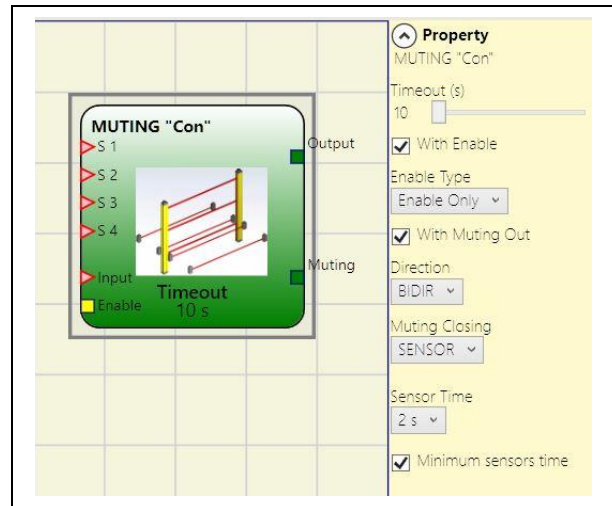 MUTING "Con"
S 1
S 2
S 3
S 4
Input
Enable
Output
Muting
Timeout
10 s
Property
MUTING "Con"
Timeout (s)
10
With Enable
Enable Type
Enable Only
With Muting Out
Direction
BIDIR
Muting Closing
SENSOR
Sensor Time
2 s
Minimum sensors time